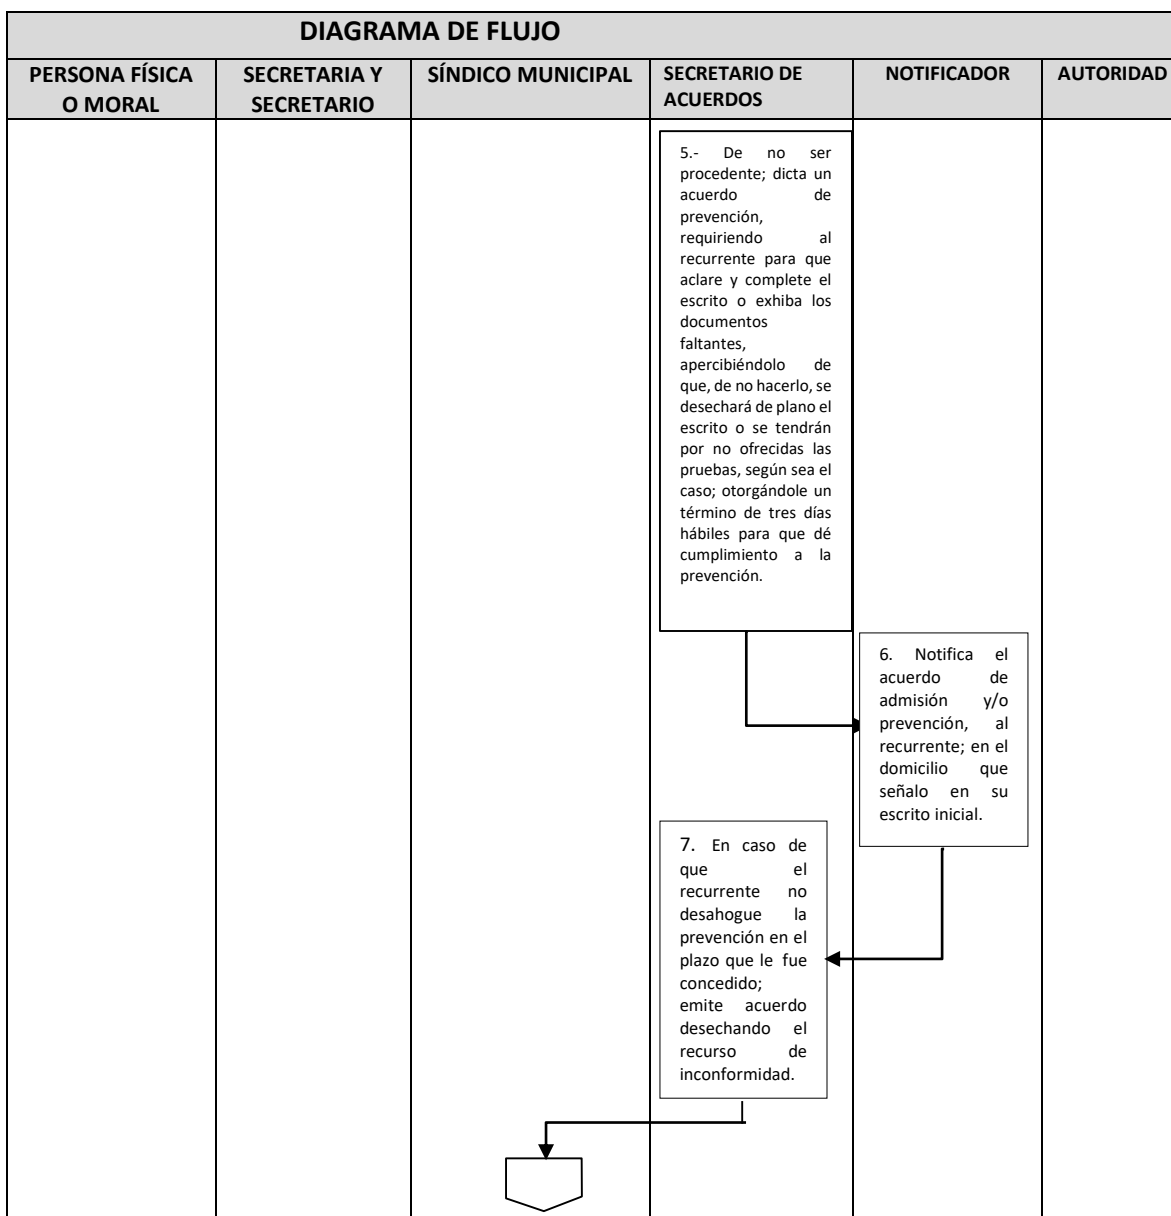 DIAGRAMA DE FLUJO
PERSONA FÍSICA
O MORAL
SECRETARIA Y
SECRETARIO
SÍNDICO MUNICIPAL
SECRETARIO DE
ACUERDOS
NOTIFICADOR
AUTORIDAD
5.- De no ser
procedente; dicta un
acuerdo de
prevención,
requiriendo al
recurrente para que
aclare y complete el
escrito o exhiba los
documentos
faltantes,
apercibiéndolo de
que, de no hacerlo, se
desechará de plano el
escrito o se tendrán
por no ofrecidas las
pruebas, según sea el
caso; otorgándole un
término de tres días
hábiles para que dé
cumplimiento a la
prevención.
6. Notifica el
acuerdo de
admisión y/o
prevención, al
recurrente; en el
domicilio que
señalo en su
escrito inicial.
7. En caso de
que el
recurrente no
desahogue la
prevención en el
plazo que le fue
concedido;
emite acuerdo
desechando el
recurso de
inconformidad.